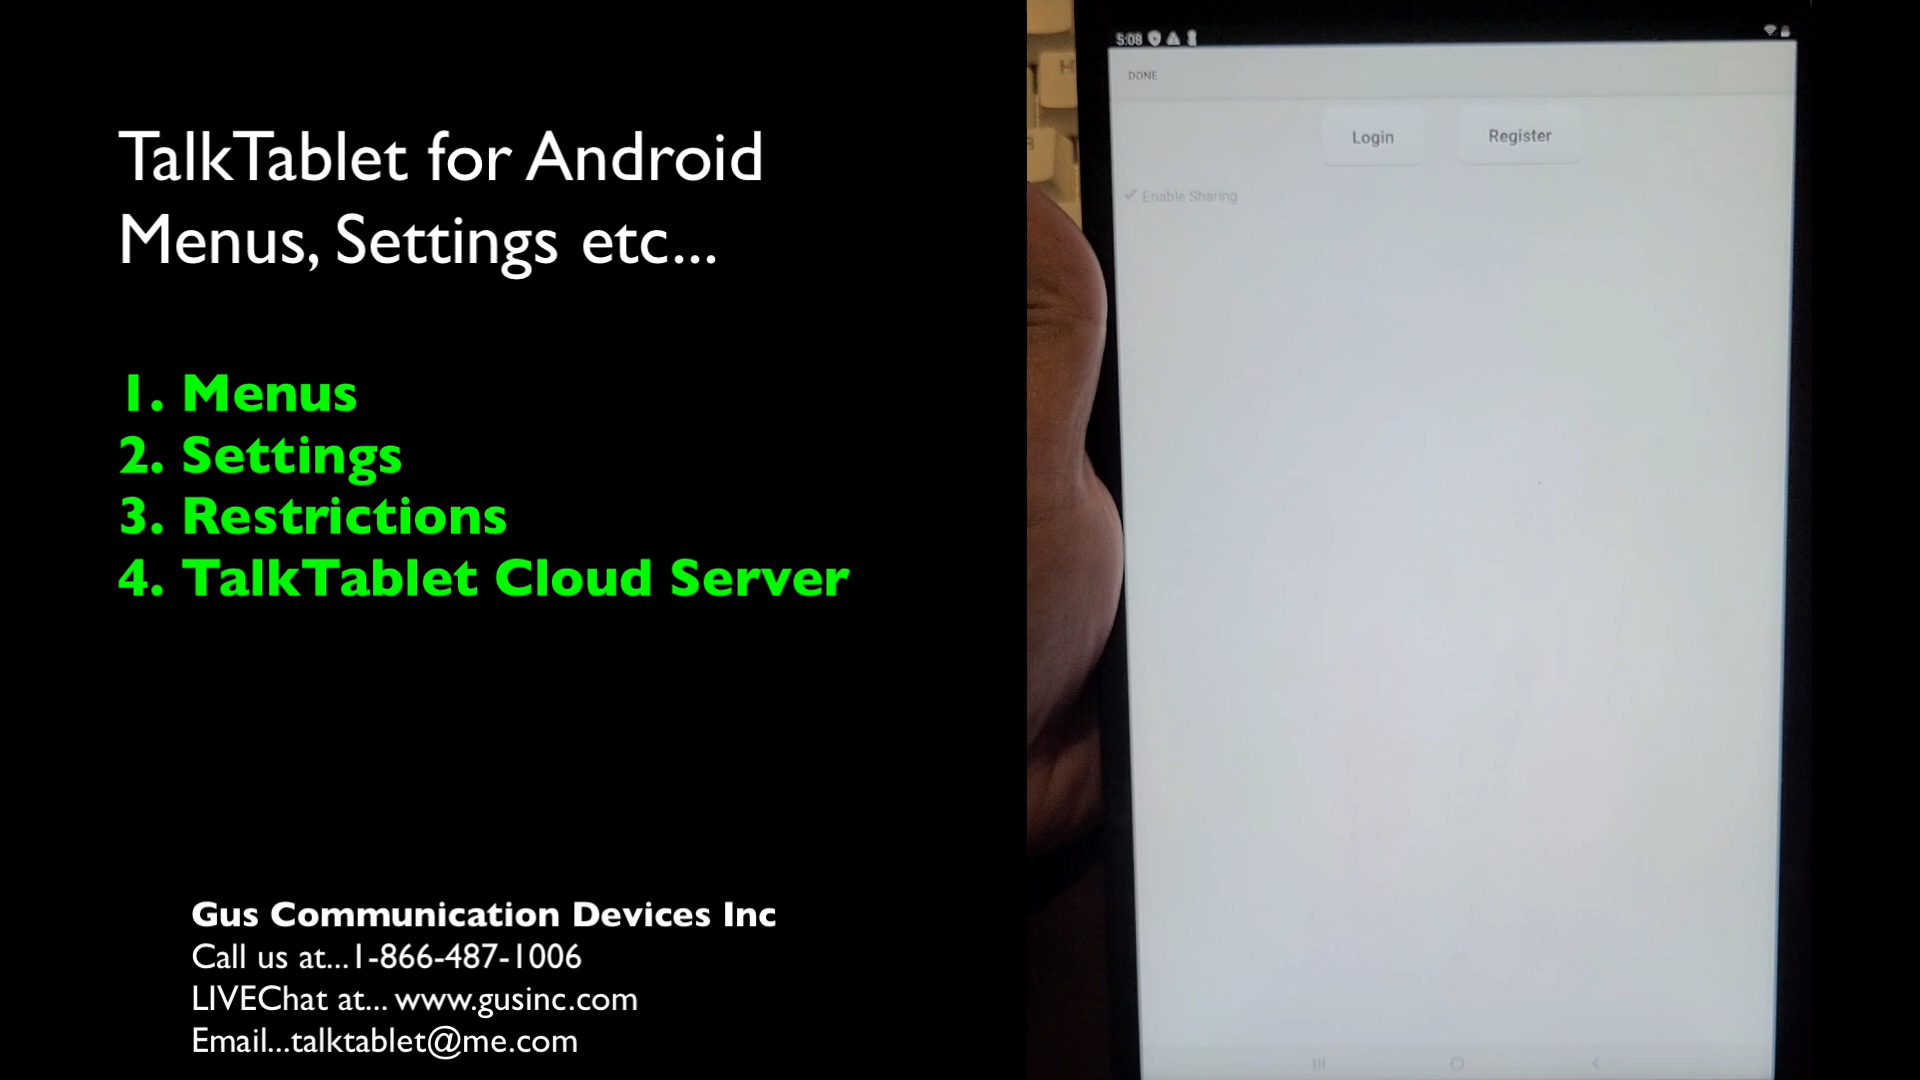 TalkTablet for Android
Menus, Settings etc...
1. Menus
2. Settings
3. Restrictions
4. TalkTablet Cloud Server
Gus Communication Devices Inc
Call us at...1-866-487-1006
LIVEChat at... www.gusinc.com
Email...talktablet@me.com
5:08
DONE
Login
Register
Enable Sharing